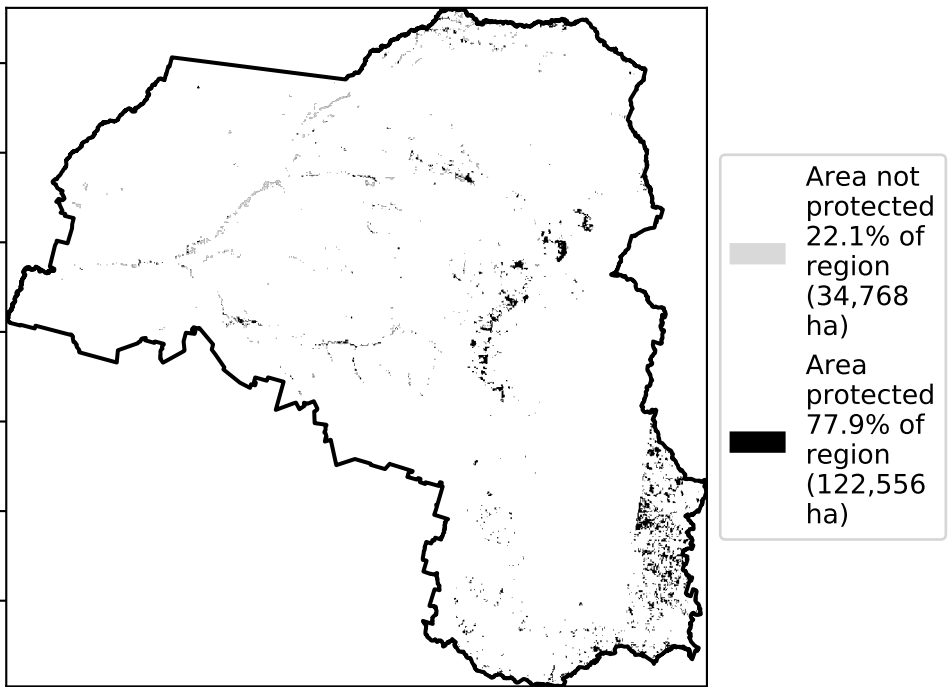 Area not
protected
22.1% of
region
(34,768
ha)
Area
protected
77.9% of
region
(122,556
ha)